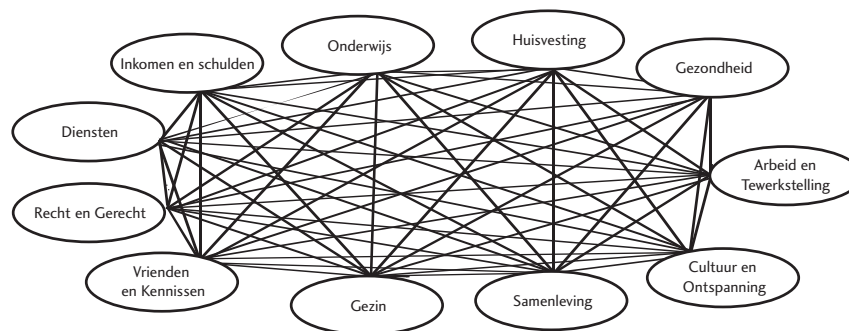 Onderwijs
Huisvesting
Inkomen en schulden
Gezondheid
Diensten
Arbeid en
Tewerkstelling
Recht en Gerecht
Vrienden
en Kennissen
Cultuur en
Ontspanning
Gezin
Samenleving